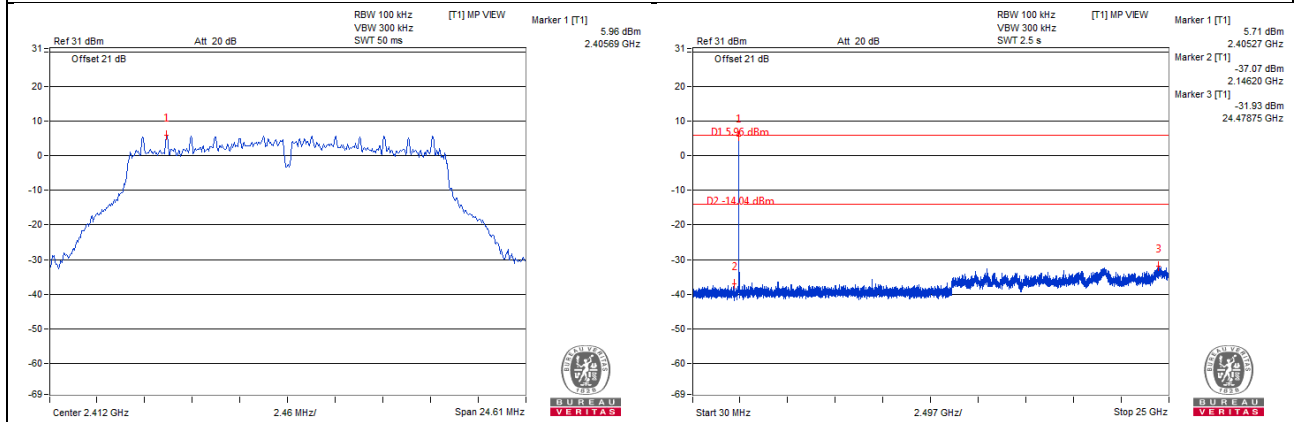 RBW 100 kHz [T1] MP VIEW
VBW 300 kHz
Ref 31 dBm Att 20 dB SWT 50 ms
Marker 1 [T1]
5.96 dBm
2.40569 GHz
31
Offset 21 dB
20
10
0
-10
-20
-30
-40
-50
-60
-69
1
Center 2.412 GHz 2.46 MHz/ Span 24.61 MHz
BUREAU VERITAS
1828
BUREAU
VERITAS
RBW 100 kHz [T1] MP VIEW
VBW 300 kHz
Ref 31 dBm Att 20 dB SWT 2.5 s
Marker 1 [T1]
5.71 dBm
2.40527 GHz
Marker 2 [T1]
-37.07 dBm
2.14620 GHz
Marker 3 [T1]
-31.93 dBm
24.47875 GHz
31
Offset 21 dB
20
10
0
-10
-20
-30
-40
-50
-60
-69
1
D1 5.96 dBm
D2 -14.04 dBm
2
3
Start 30 MHz 2.497 GHz/ Stop 25 GHz
BUREAU VERITAS
1828
BUREAU
VERITAS